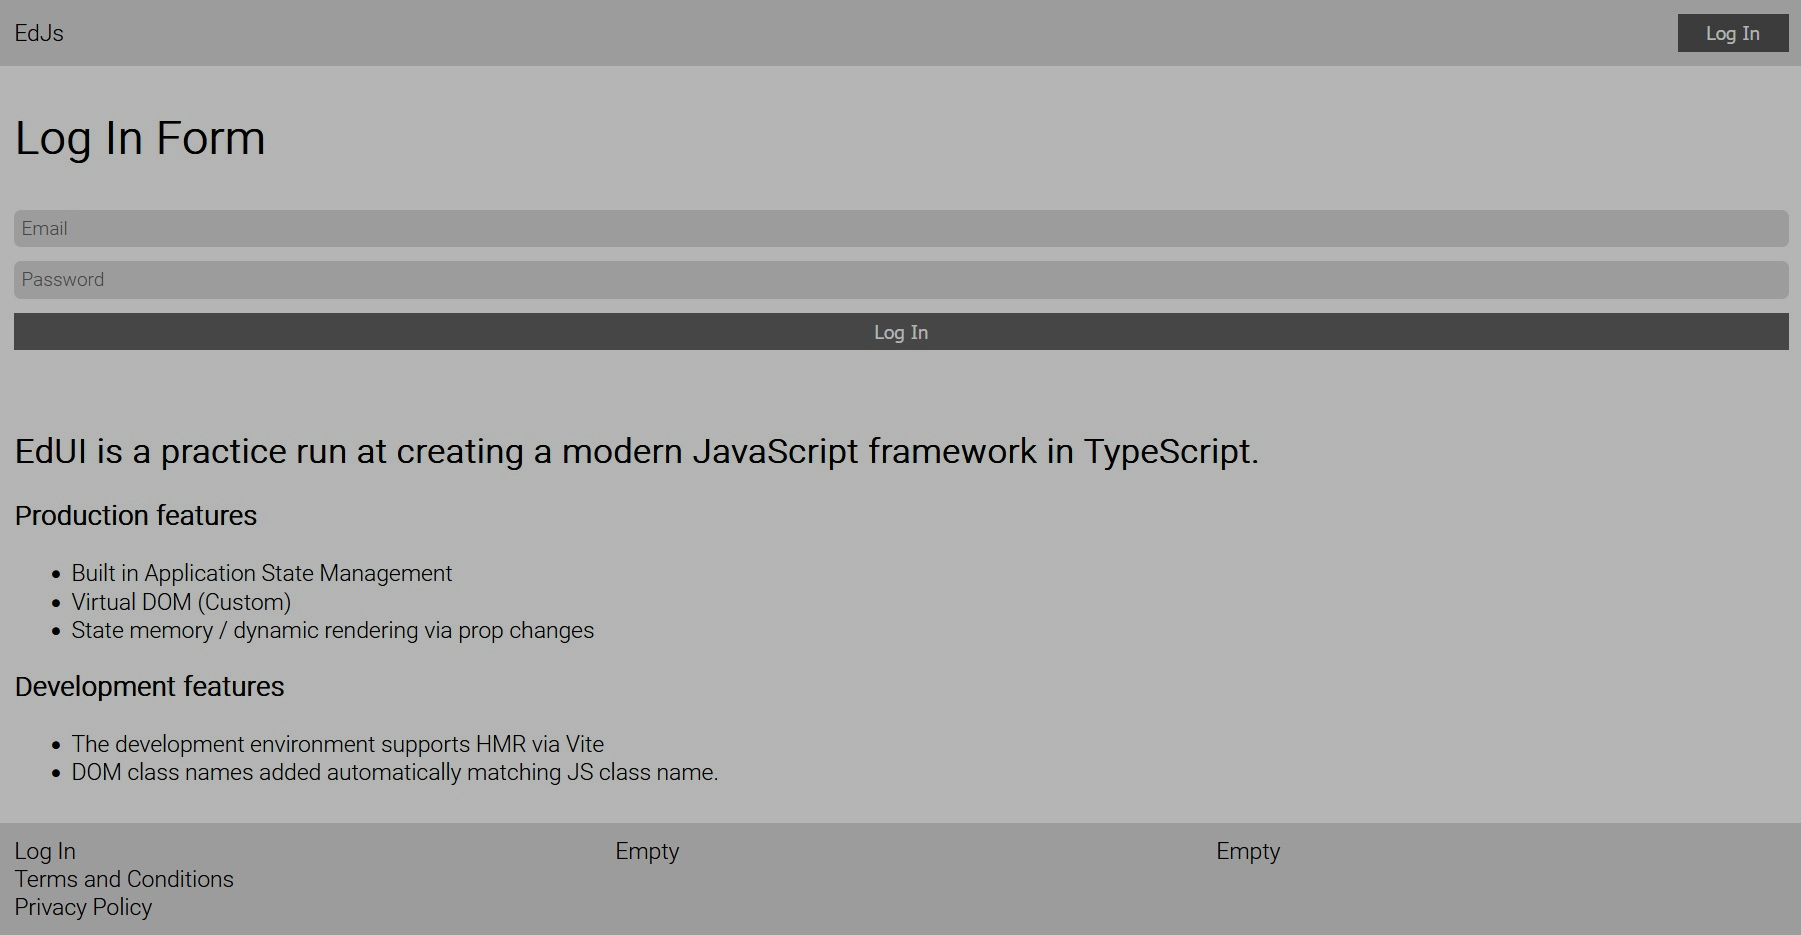 EdJs
Log In
Log In Form
Email
Password
Log In
EdUI is a practice run at creating a modern JavaScript framework in TypeScript.
Production features
• Built in Application State Management
• Virtual DOM (Custom)
• State memory / dynamic rendering via prop changes
Development features
• The development environment supports HMR via Vite
• DOM class names added automatically matching JS class name.
Log In
Terms and Conditions
Privacy Policy
Empty
Empty